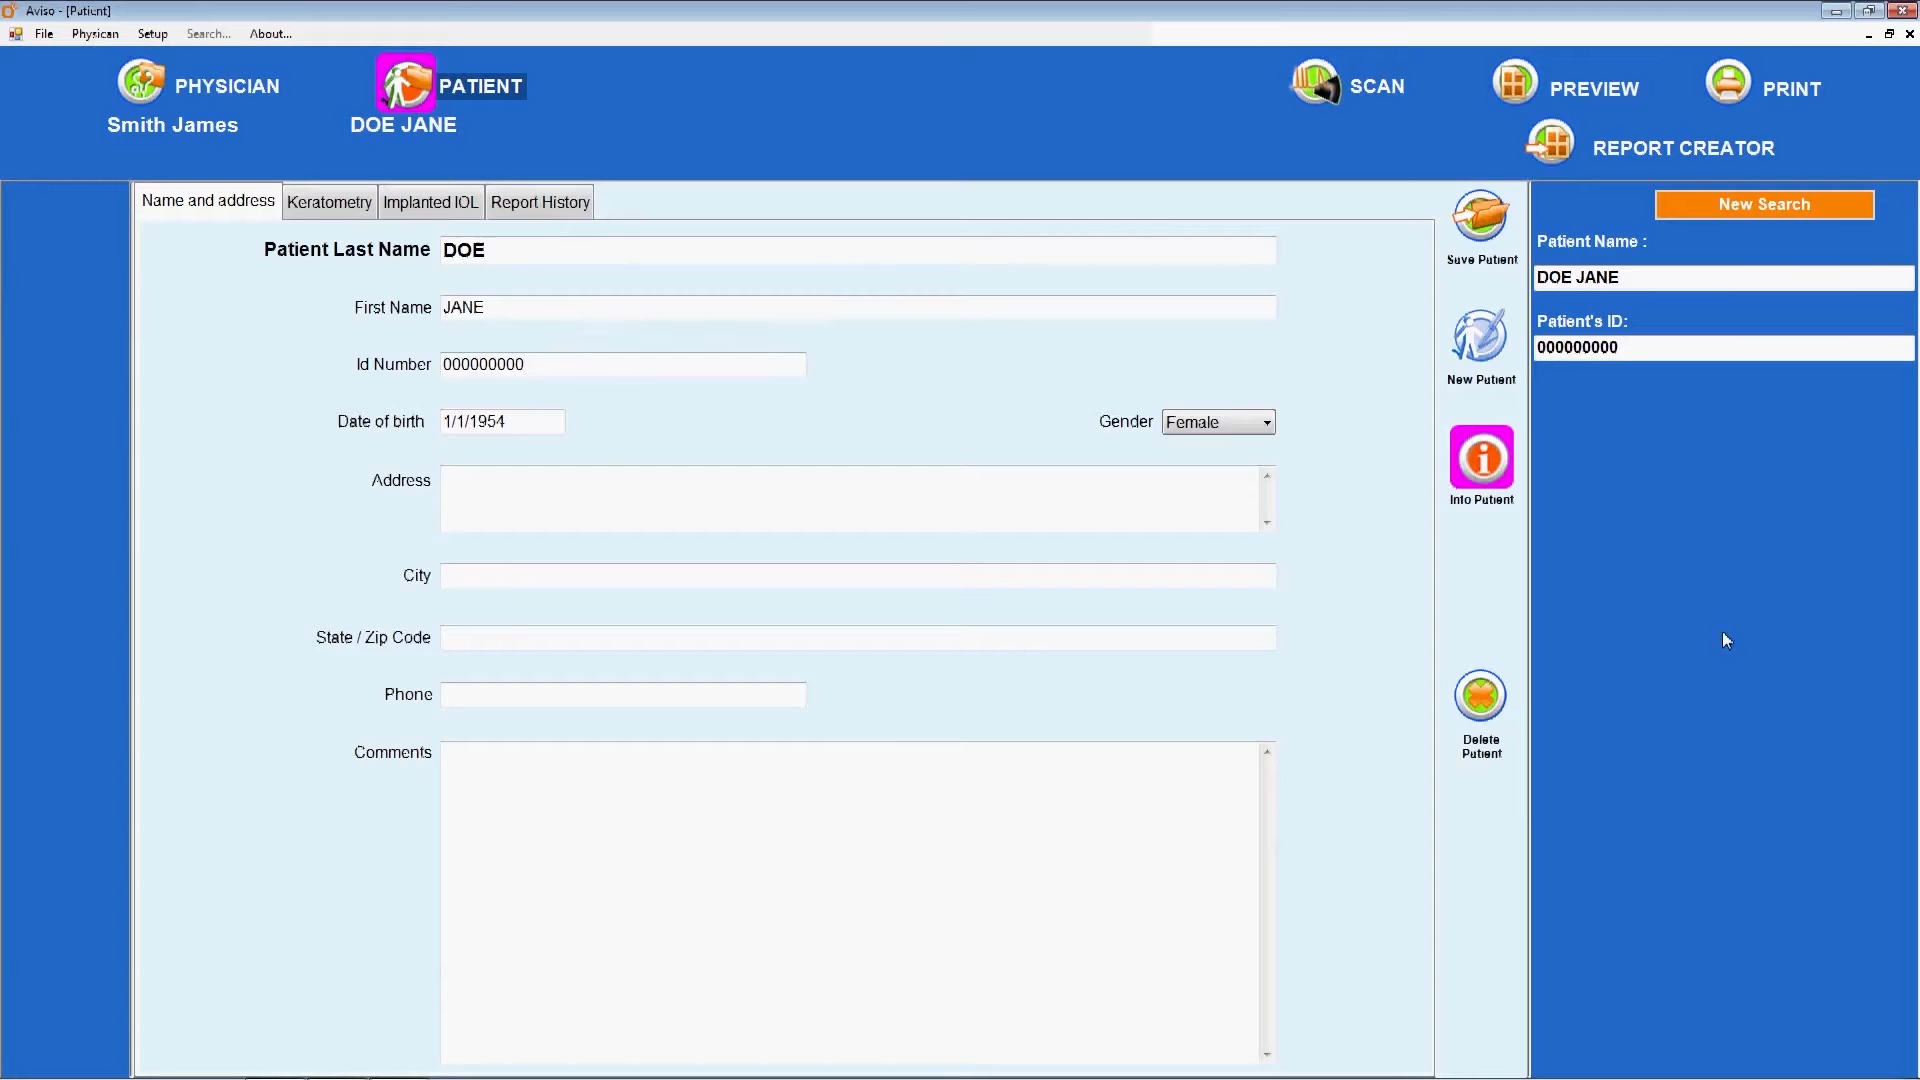 Aviso - [Patient]
File Physican Setup Search... About...
PHYSICIAN PATIENT SCAN PREVIEW PRINT
Smith James DOE JANE
REPORT CREATOR
Name and address Keratometry Implanted IOL Report History
New Search
Patient Last Name DOE
Save Patient
Patient Name :
DOE JANE
First Name JANE
Patient's ID:
000000000
Id Number 000000000
New Patient
Date of birth 1/1/1954 Gender Female
Address
Info Patient
City
State / Zip Code
Phone
Comments
Delete
Patient